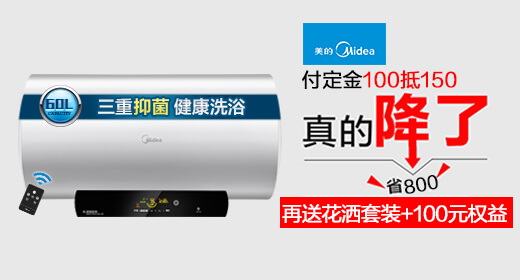 美的 Midea
付定金100抵150
真的降了
省800
再送花洒套装+100元权益
60L
三重抑菌 健康洗浴
Midea